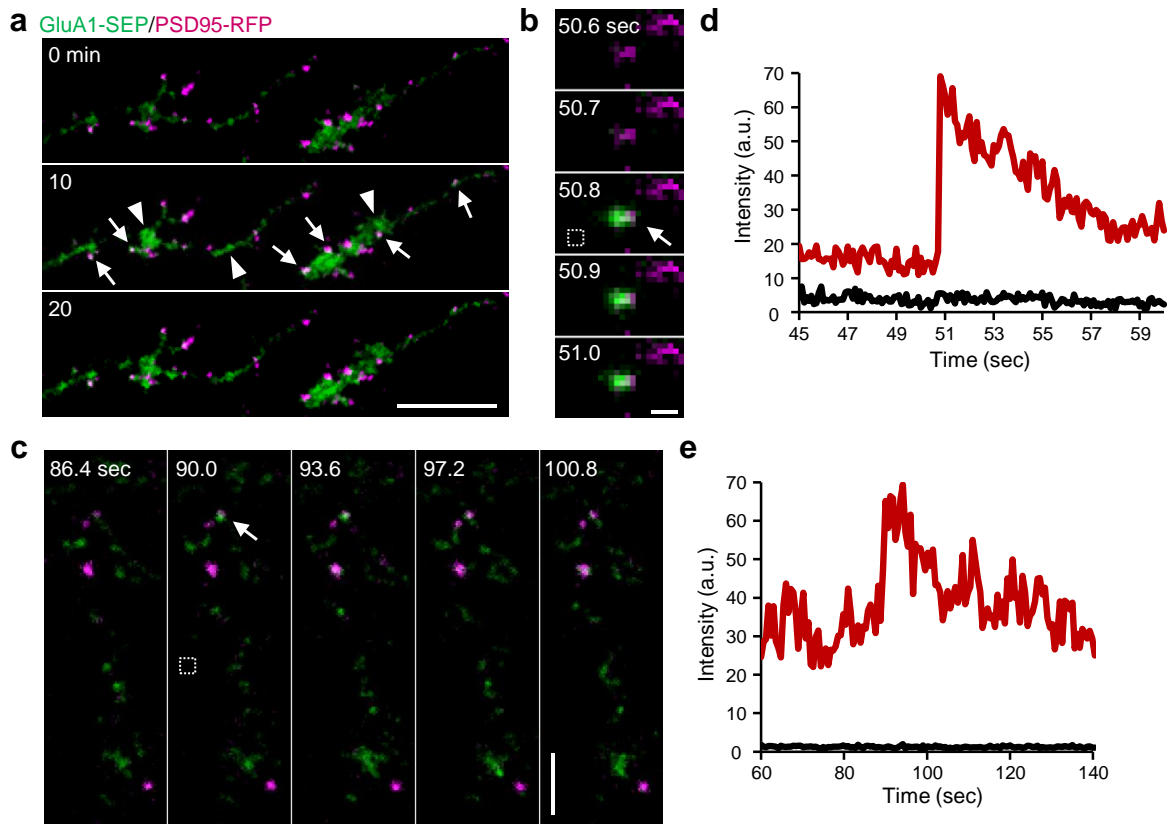 a GluA1-SEP/PSD95-RFP
0 min
10
20
b
50.6 sec
50.7
50.8
50.9
51.0
d
Intensity (a.u.)
70
60
50
40
30
20
10
0
45 47 49 51 53 55 57 59
Time (sec)
c
86.4 sec 90.0 93.6 97.2 100.8
e
Intensity (a.u.)
70
60
50
40
30
20
10
0
60 80 100 120 140
Time (sec)